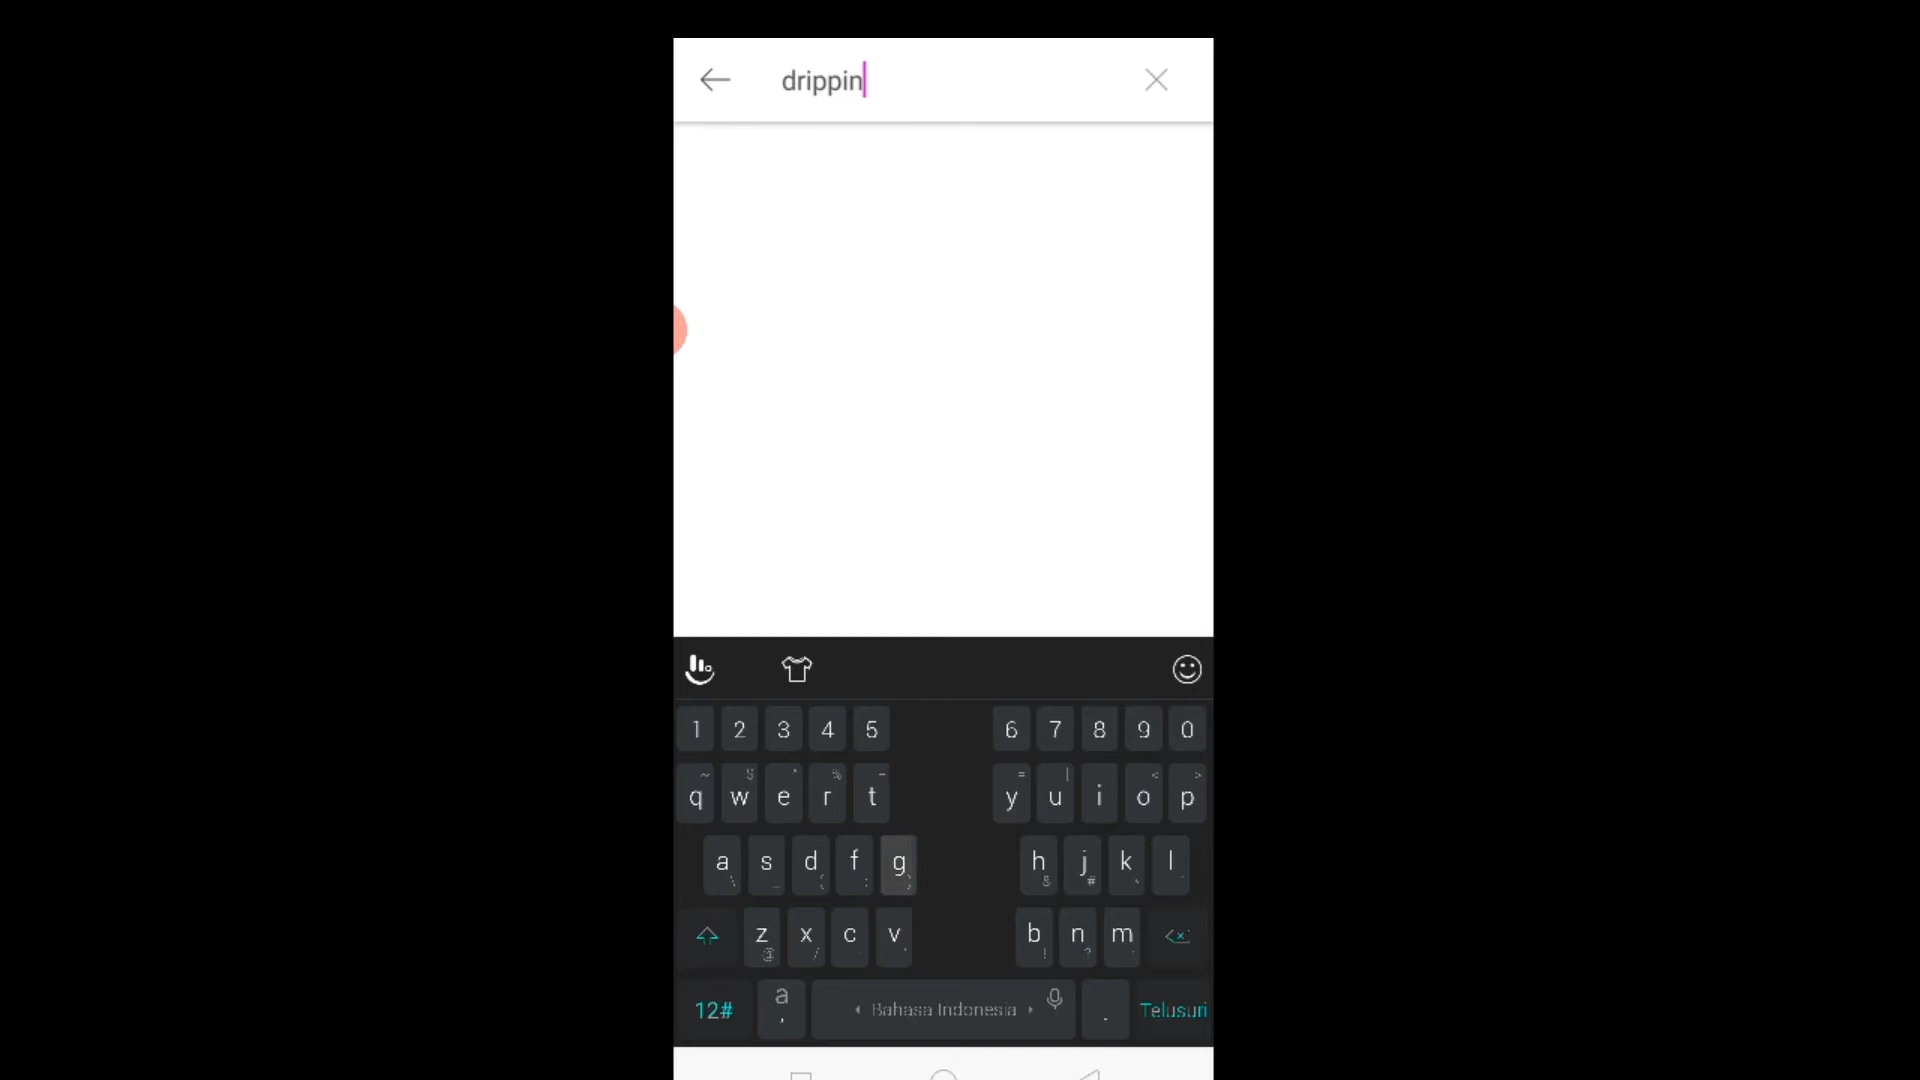 drippin
1 2 3 4 5 6 7 8 9 0
q w e r t y u i o p
a s d f g h j k l
z x c v b n m
12# a , Bahasa Indonesia . Telusuri